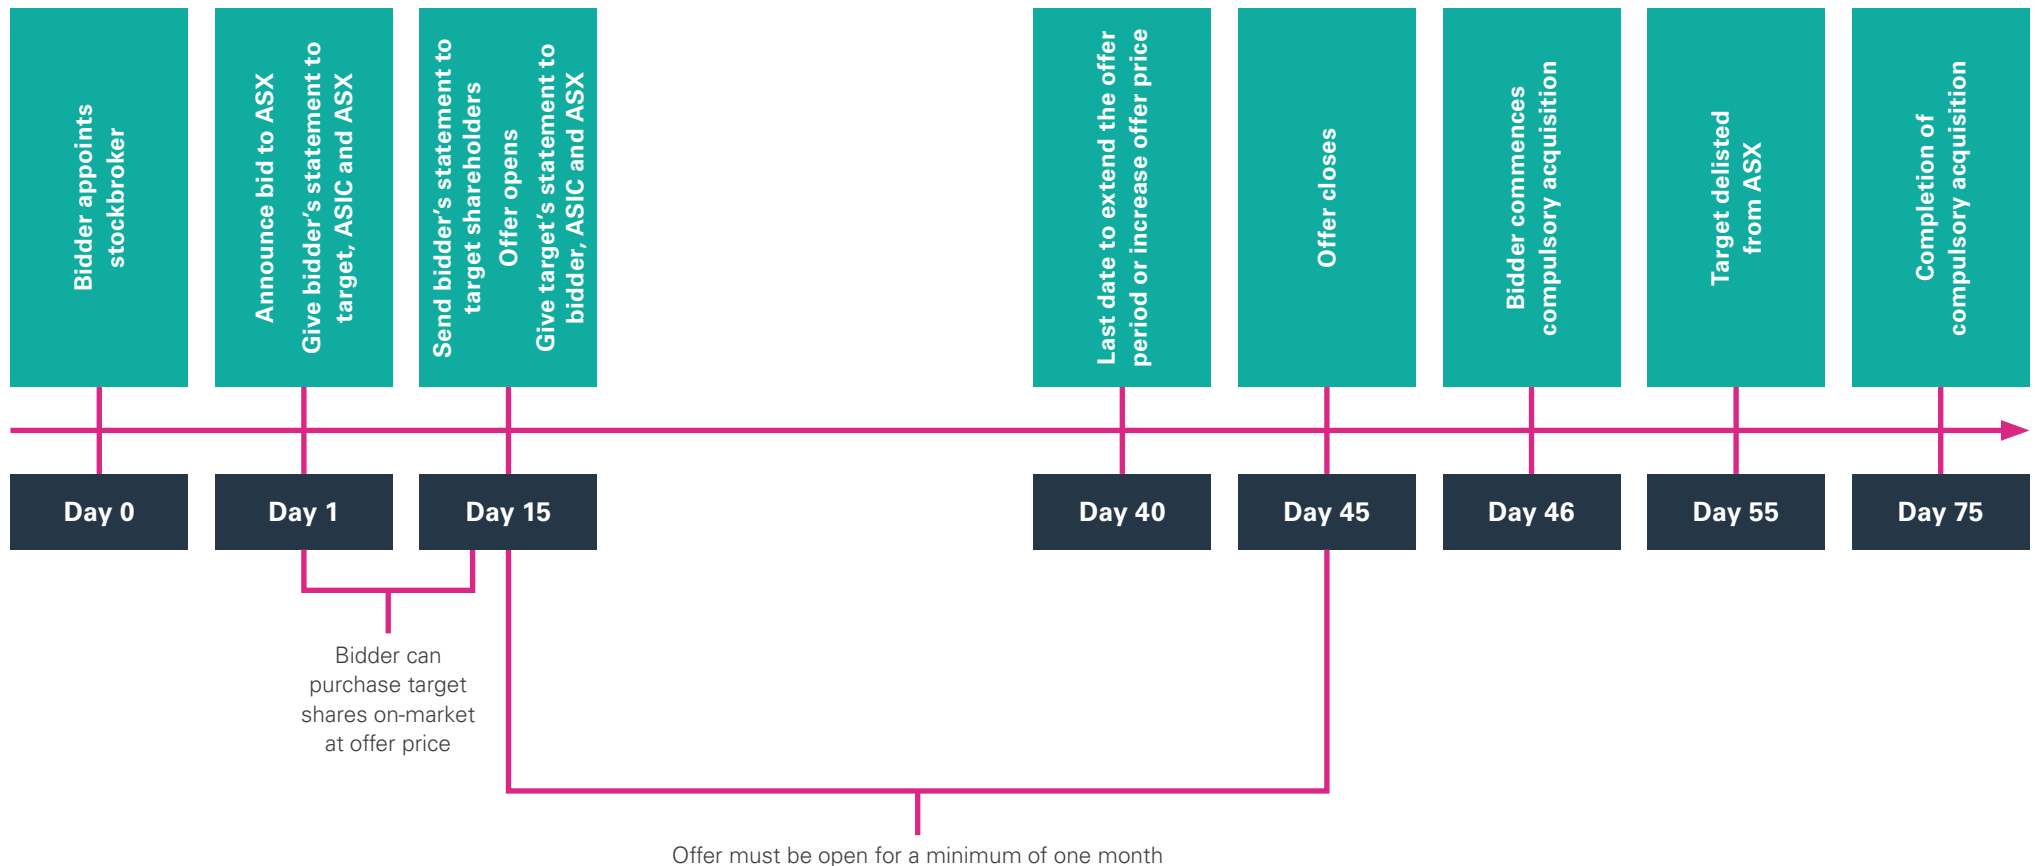 Bidder appoints
stockbroker
Announce bid to ASX
Give bidder's statement to
target, ASIC and ASX
Send bidder's statement to
target shareholders
Offer opens
Give target's statement to
bidder, ASIC and ASX
Last date to extend the offer
period or increase offer price
Offer closes
Bidder commences
compulsory acquisition
Target delisted
from ASX
Completion of
compulsory acquisition
Day 0
Day 1
Day 15
Day 40
Day 45
Day 46
Day 55
Day 75
Bidder can
purchase target
shares on-market
at offer price
Offer must be open for a minimum of one month